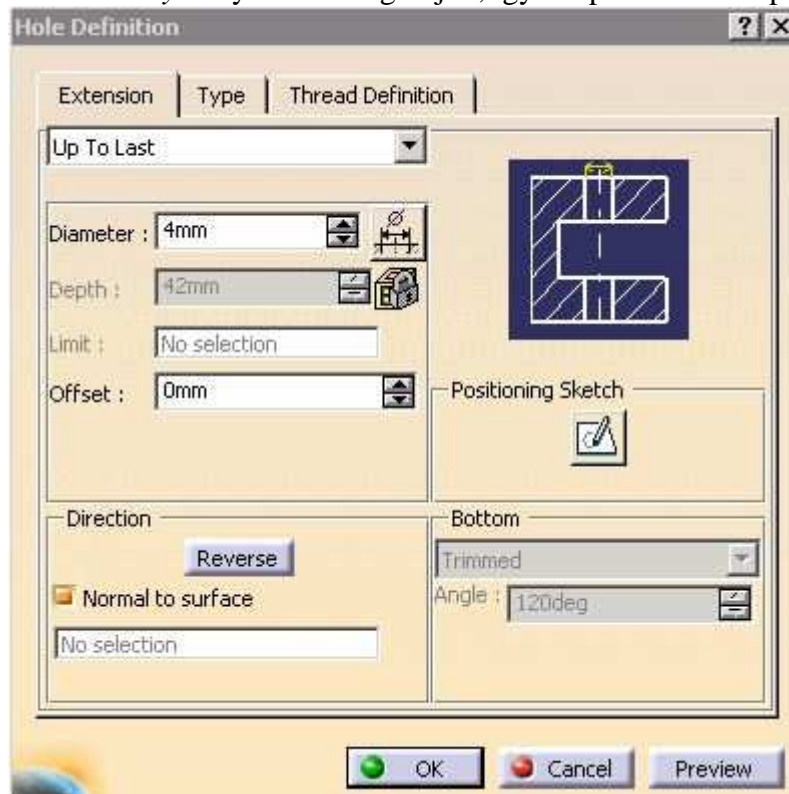 Hole Definition
Extension
Type
Thread Definition
Up To Last
Diameter :
4mm
Depth :
42mm
Limit :
No selection
Offset :
0mm
Positioning Sketch
Direction
Reverse
Normal to surface
No selection
Bottom
Trimmed
Angle :
120deg
OK
Cancel
Preview